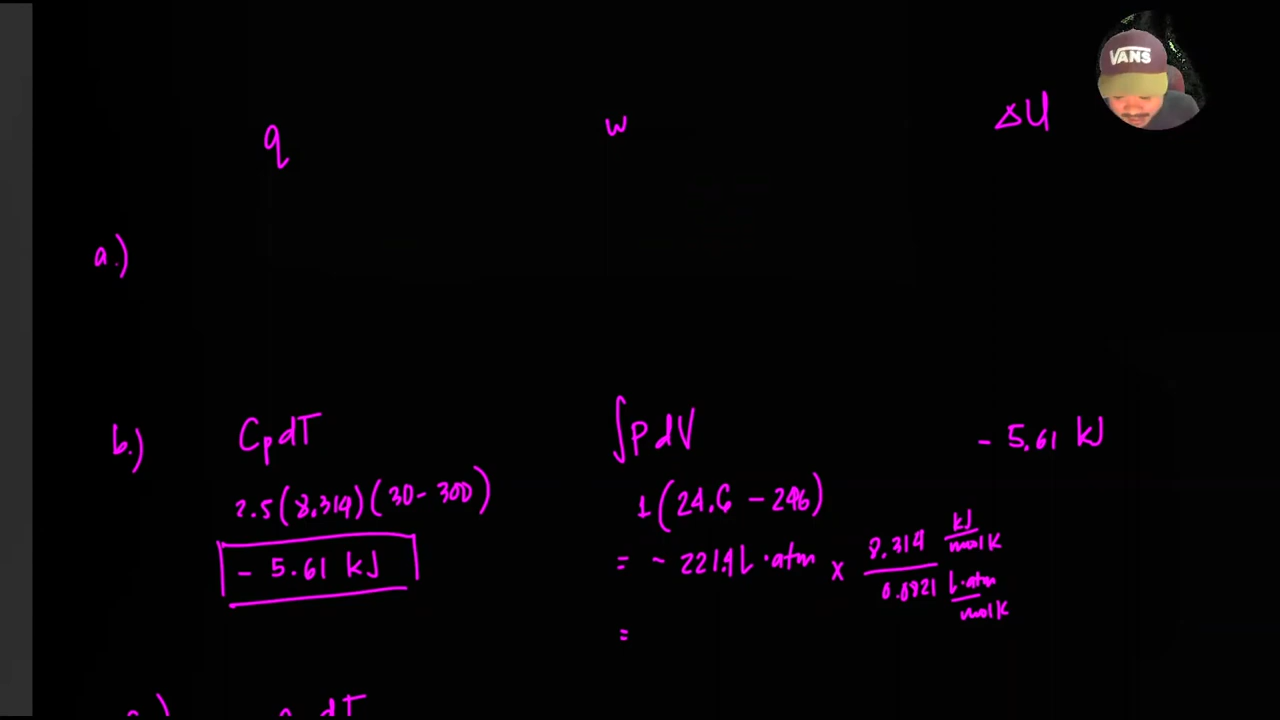 VANS
q w ΔU
a.)
b.) CpdT ∫PdV - 5.61 kJ
2.5(8.314)(30-300) 1(24.6 - 246)
- 5.61 kJ = - 221.4 L·atm x 8.314 kJ/molK / 0.0821 L·atm/molK
=
dT